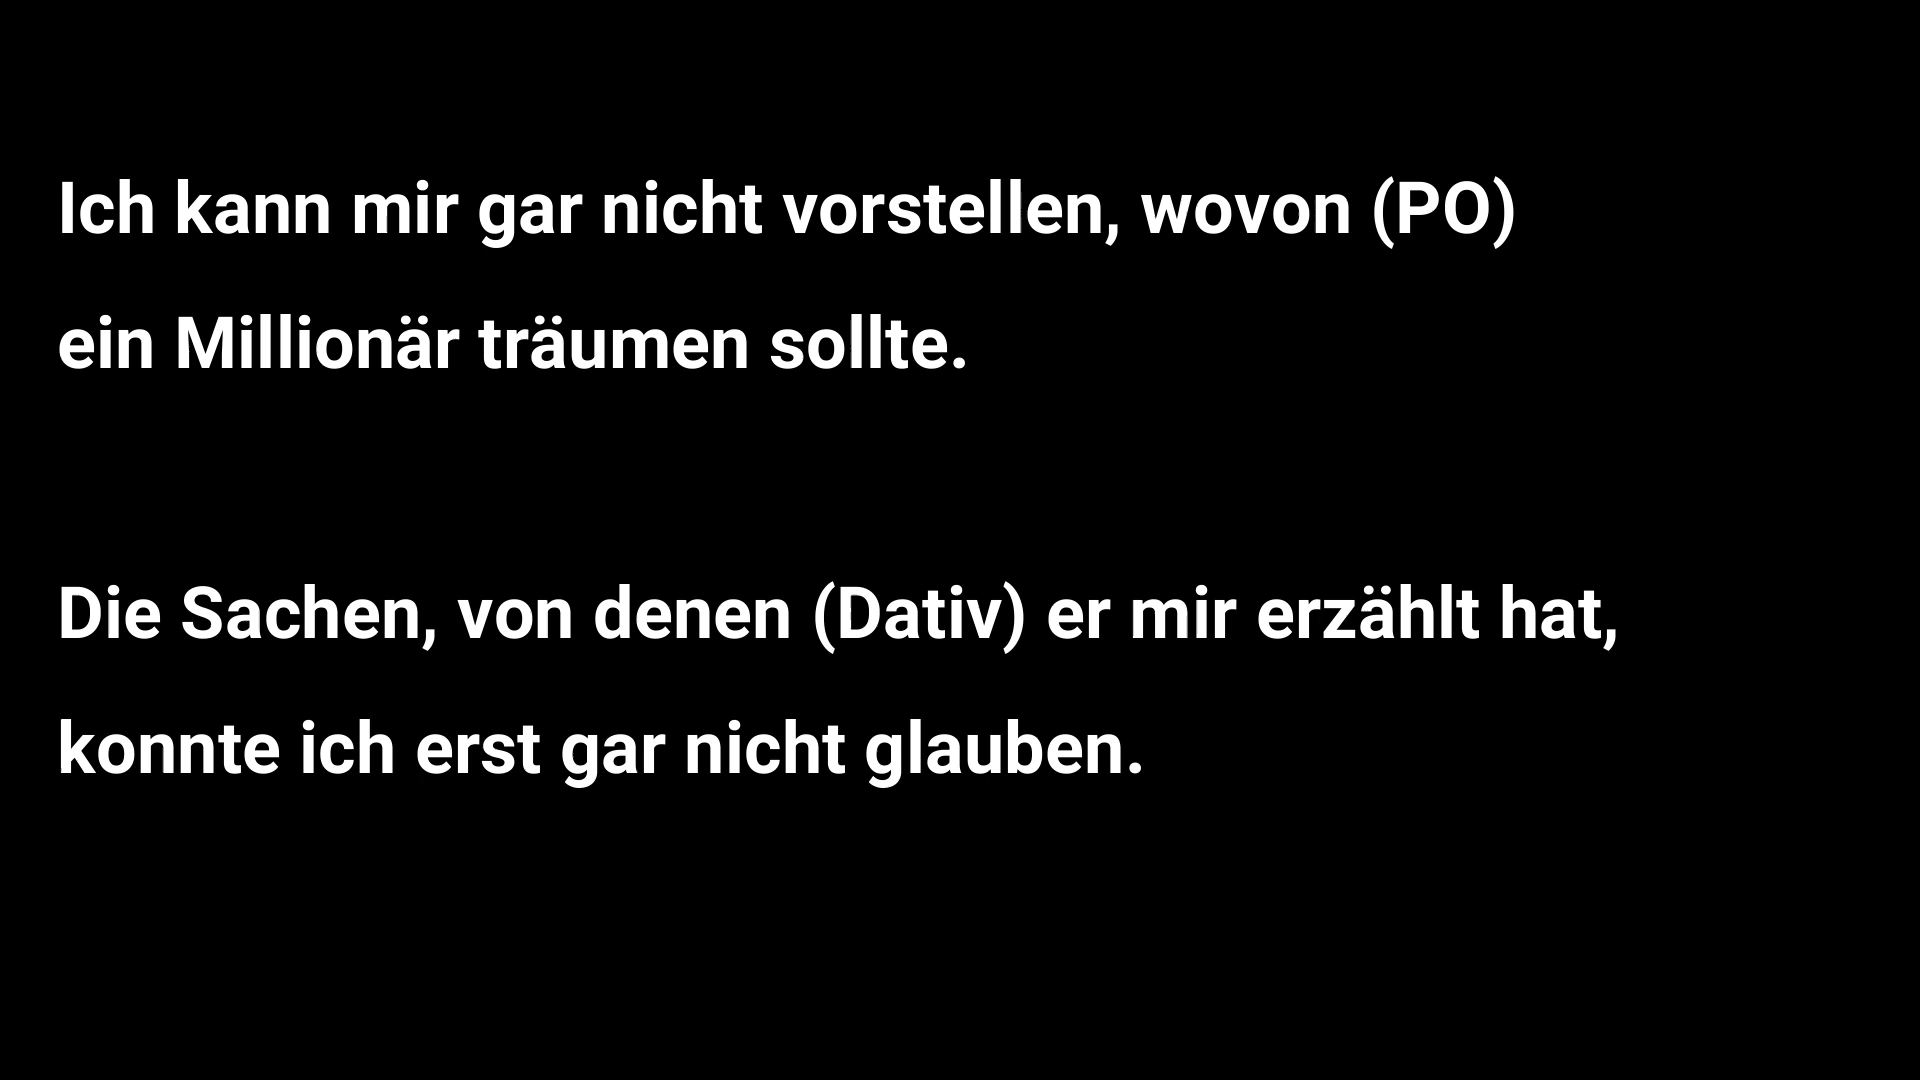 Ich kann mir gar nicht vorstellen, wovon (PO)
ein Millionär träumen sollte.
Die Sachen, von denen (Dativ) er mir erzählt hat,
konnte ich erst gar nicht glauben.